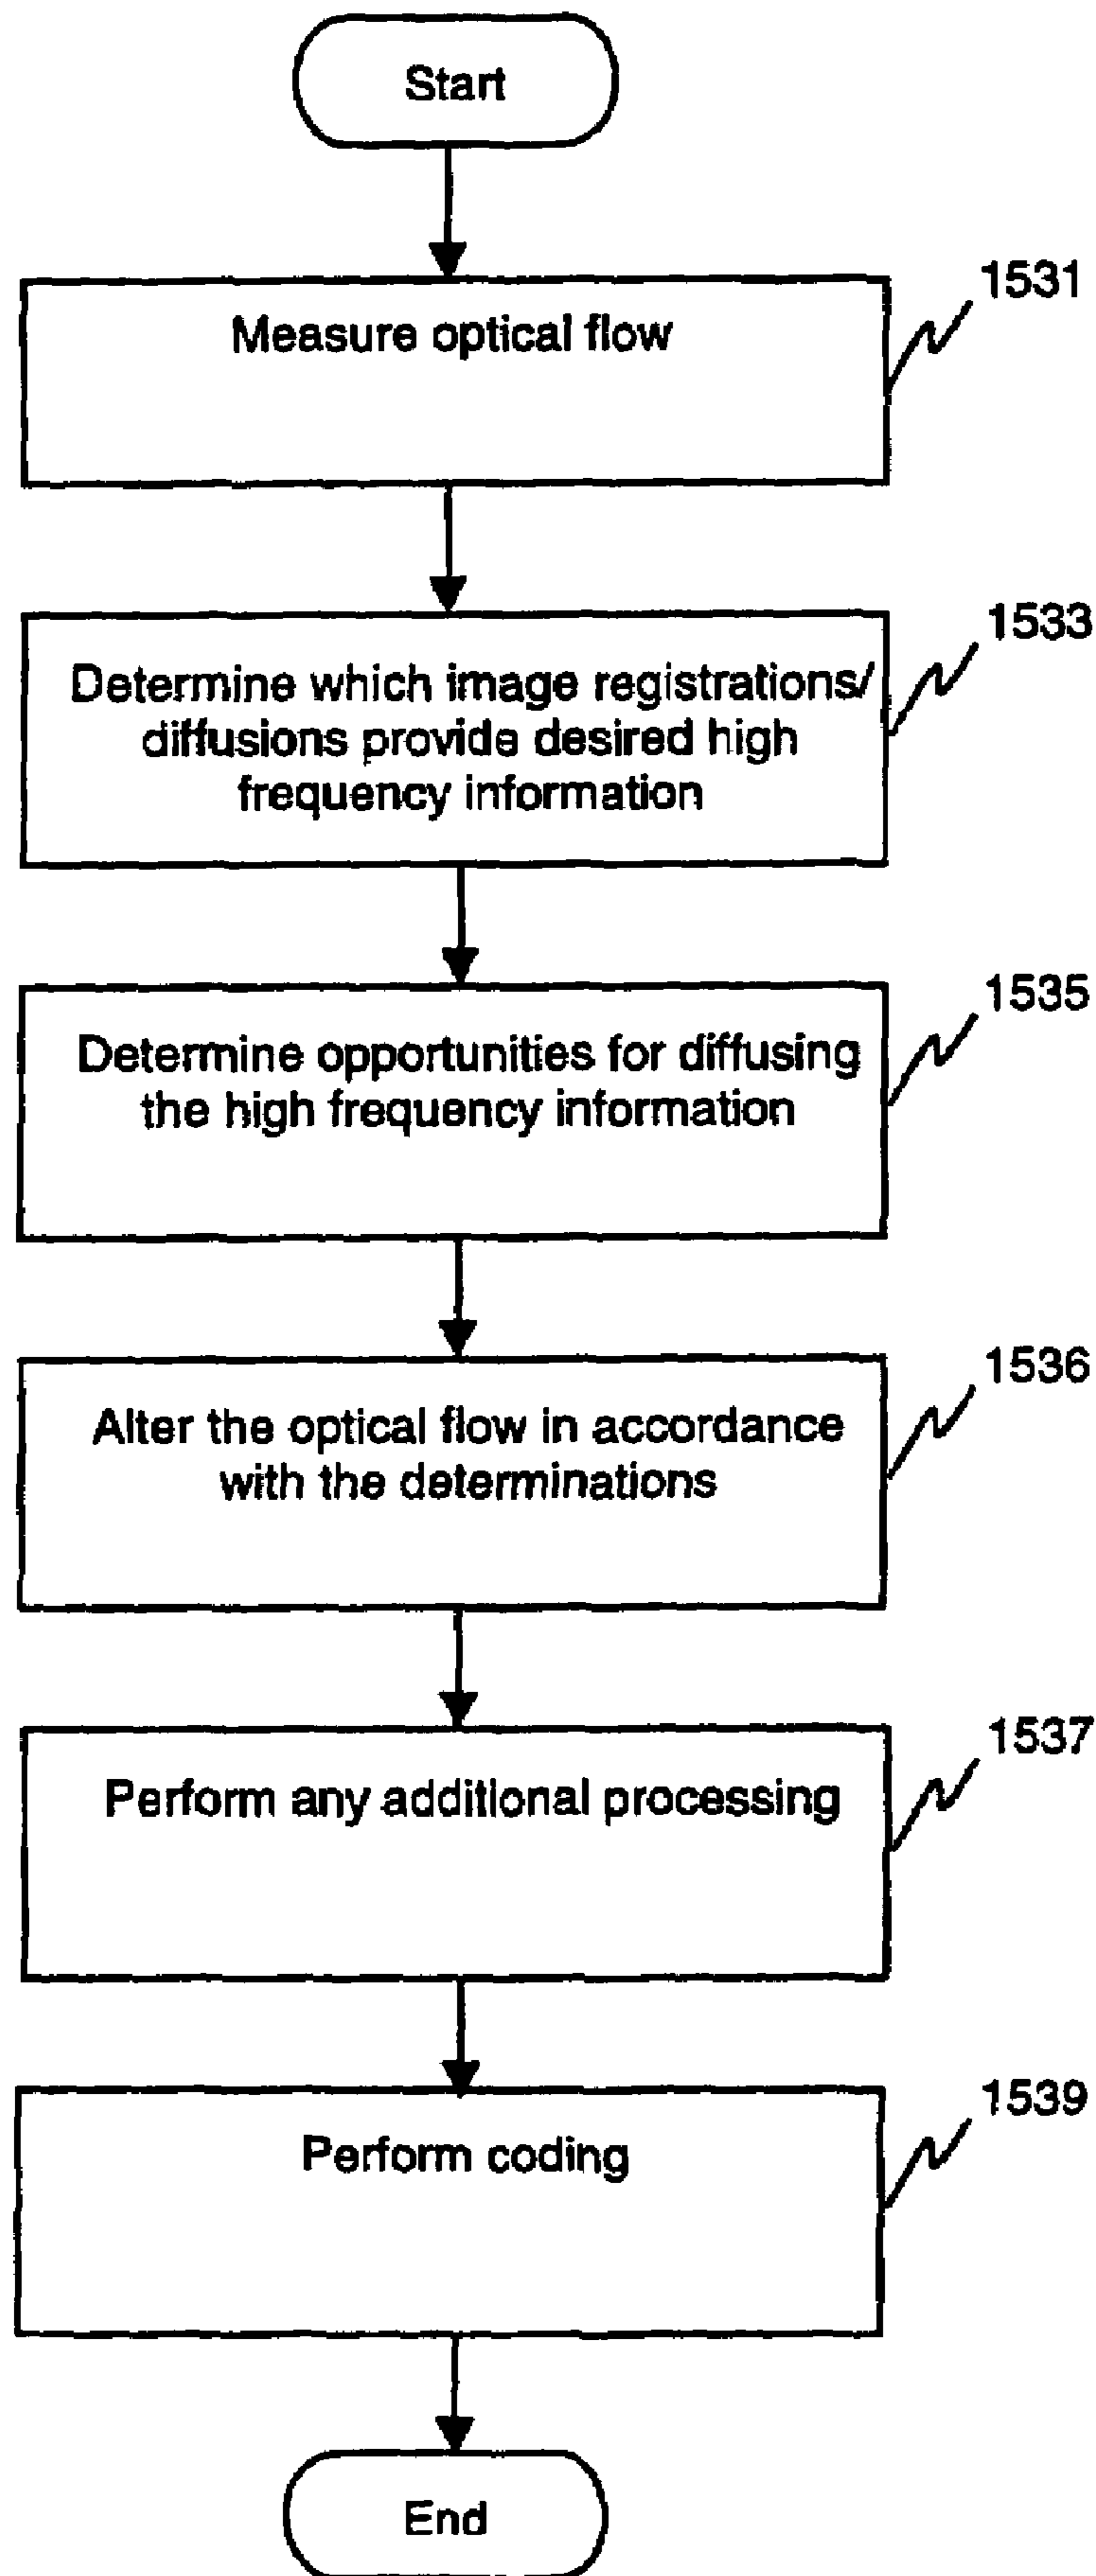 Start
1531
Measure optical flow
1533
Determine which image registrations/
diffusions provide desired high
frequency information
1535
Determine opportunities for diffusing
the high frequency information
1536
Alter the optical flow in accordance
with the determinations
1537
Perform any additional processing
1539
Perform coding
End